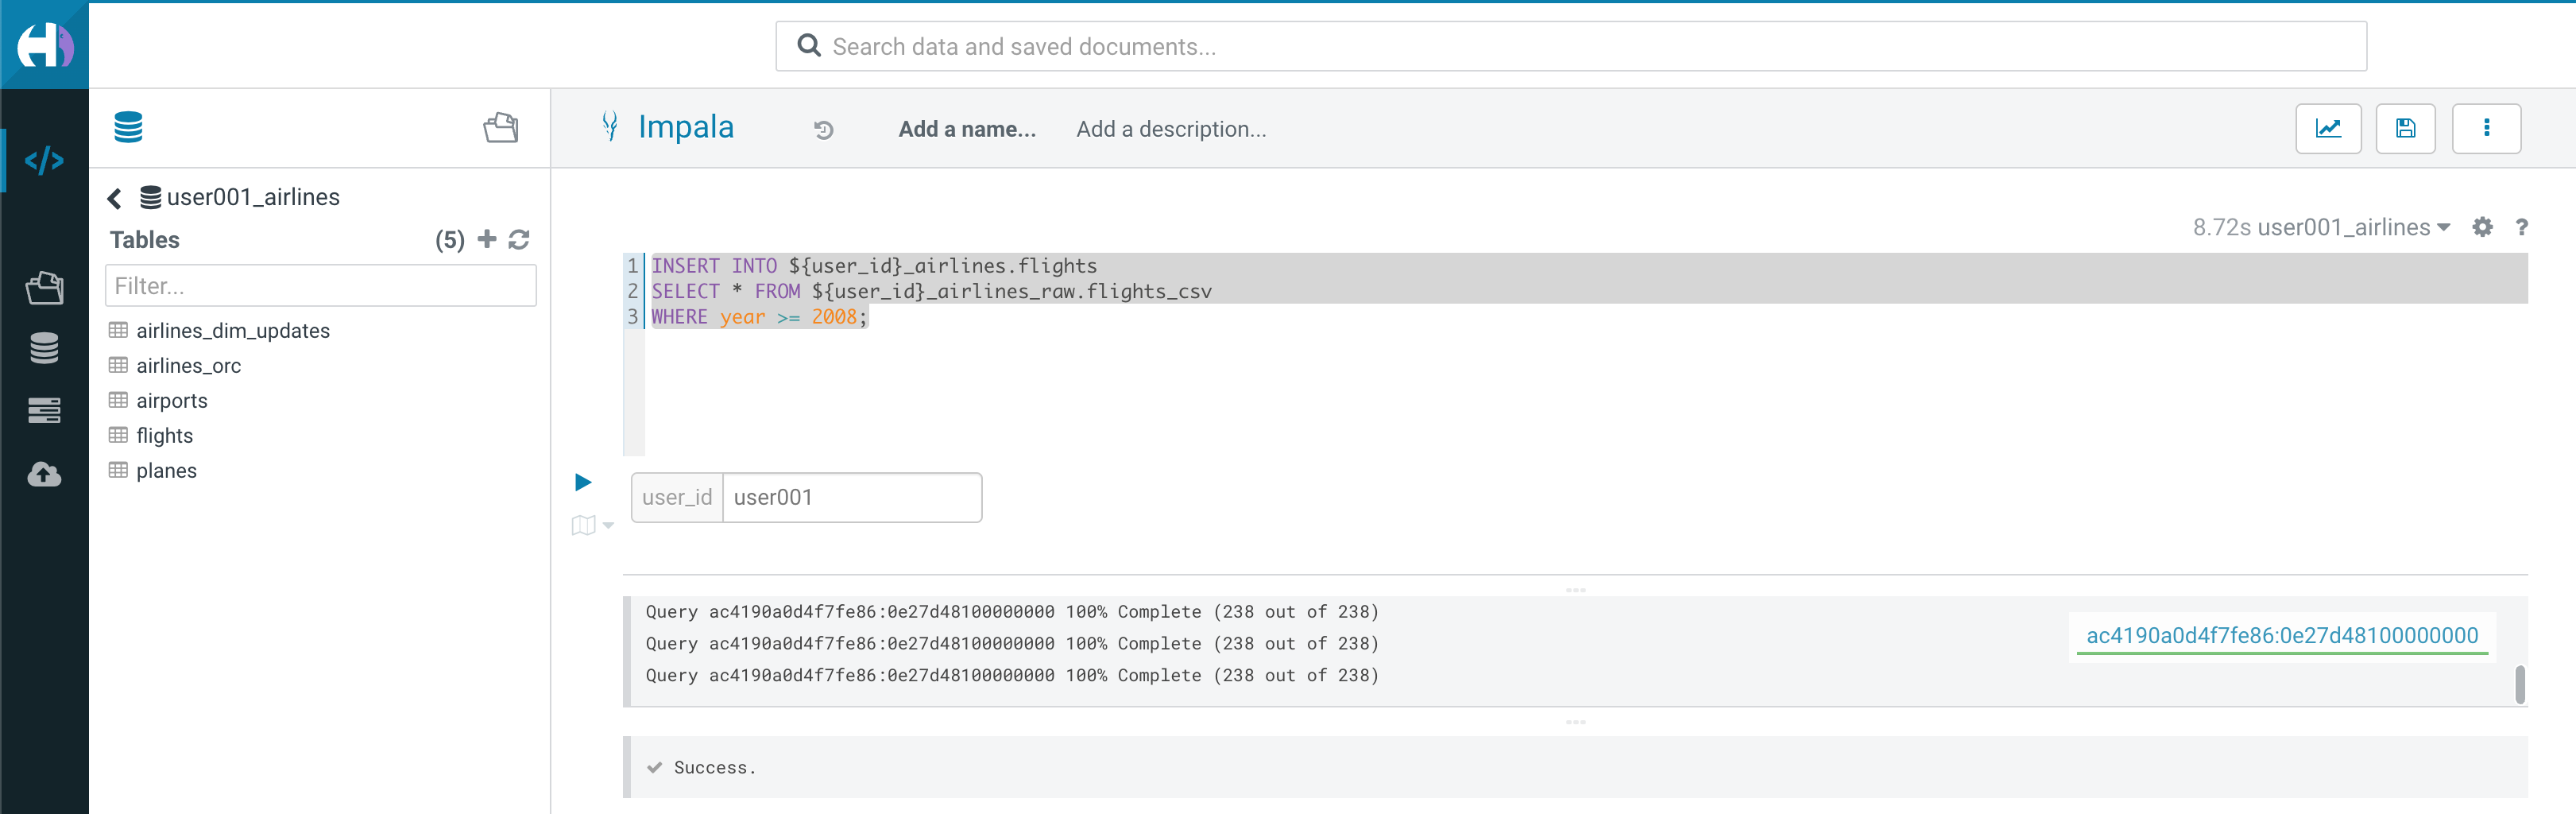 Search data and saved documents...
Impala
Add a name...
Add a description...
user001_airlines
Tables
(5)
Filter...
airlines_dim_updates
airlines_orc
airports
flights
planes
8.72s user001_airlines
?
1 INSERT INTO ${user_id}_airlines.flights
2 SELECT * FROM ${user_id}_airlines_raw.flights_csv
3 WHERE year >= 2008;
user_id user001
Query ac4190a0d4f7fe86:0e27d48100000000 100% Complete (238 out of 238)
Query ac4190a0d4f7fe86:0e27d48100000000 100% Complete (238 out of 238)
Query ac4190a0d4f7fe86:0e27d48100000000 100% Complete (238 out of 238)
ac4190a0d4f7fe86:0e27d48100000000
Success.